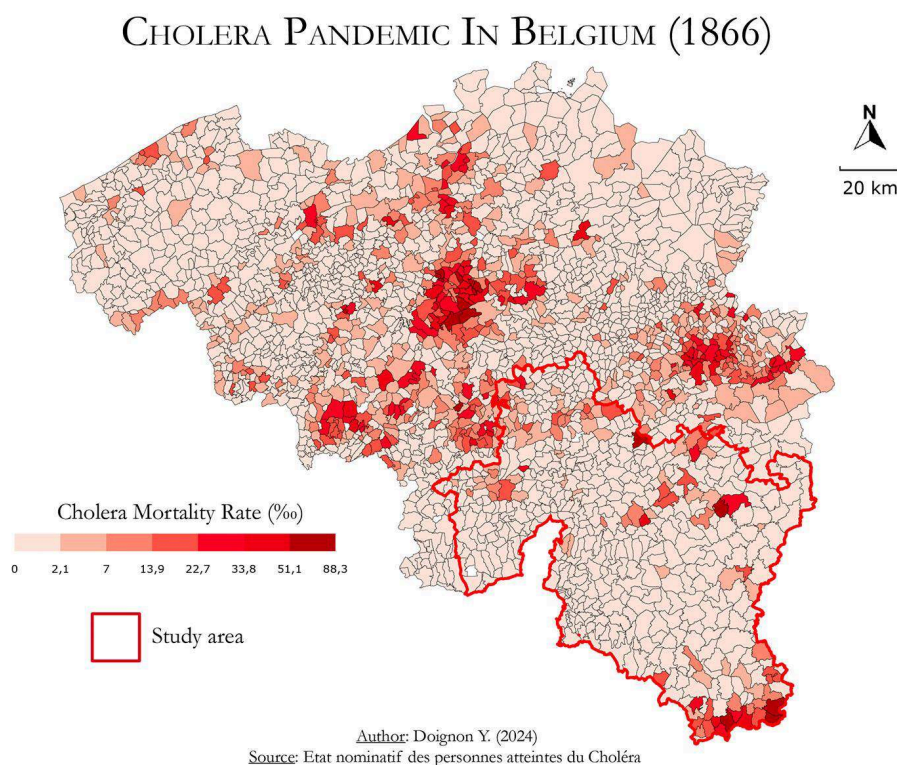 CHOLERA PANDEMIC IN BELGIUM (1866)
N
20 km
Cholera Mortality Rate (‰)
0 2,1 7 13,9 22,7 33,8 51,1 88,3
Study area
Author: Doignon Y. (2024)
Source: Etat nominatif des personnes atteintes du Choléra